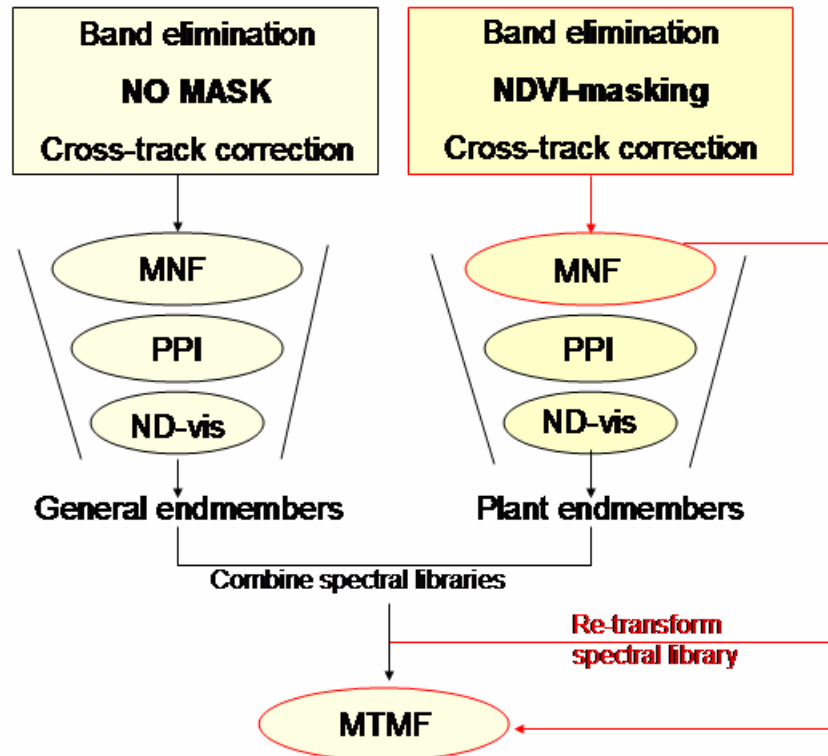 Band elimination
NO MASK
Cross-track correction
Band elimination
NDVI-masking
Cross-track correction
MNF
PPI
ND-vis
MNF
PPI
ND-vis
General endmembers
Plant endmembers
Combine spectral libraries
Re-transform
spectral library
MTMF